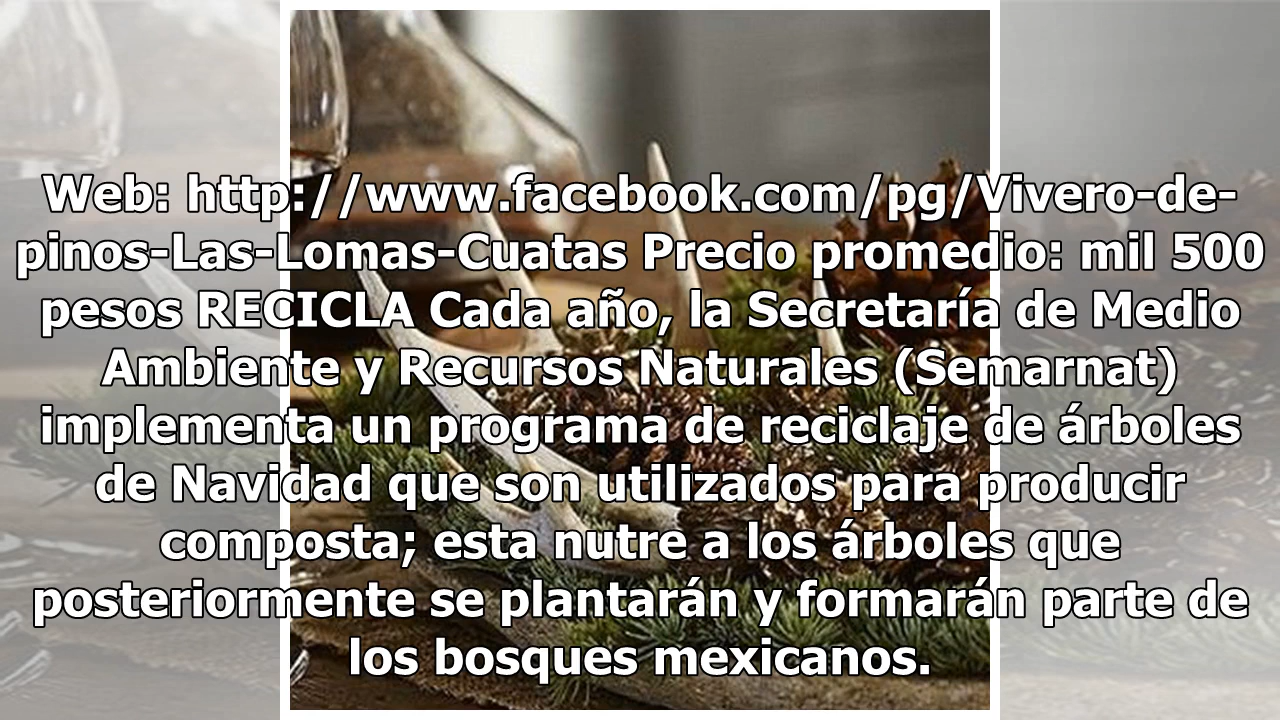 Web: http://www.facebook.com/pg/Vivero-de-
pinos-Las-Lomas-Cuatas Precio promedio: mil 500
pesos RECICLA Cada año, la Secretaría de Medio
Ambiente y Recursos Naturales (Semarnat)
implementa un programa de reciclaje de árboles
de Navidad que son utilizados para producir
composta; esta nutre a los árboles que
posteriormente se plantarán y formarán parte de
los bosques mexicanos.